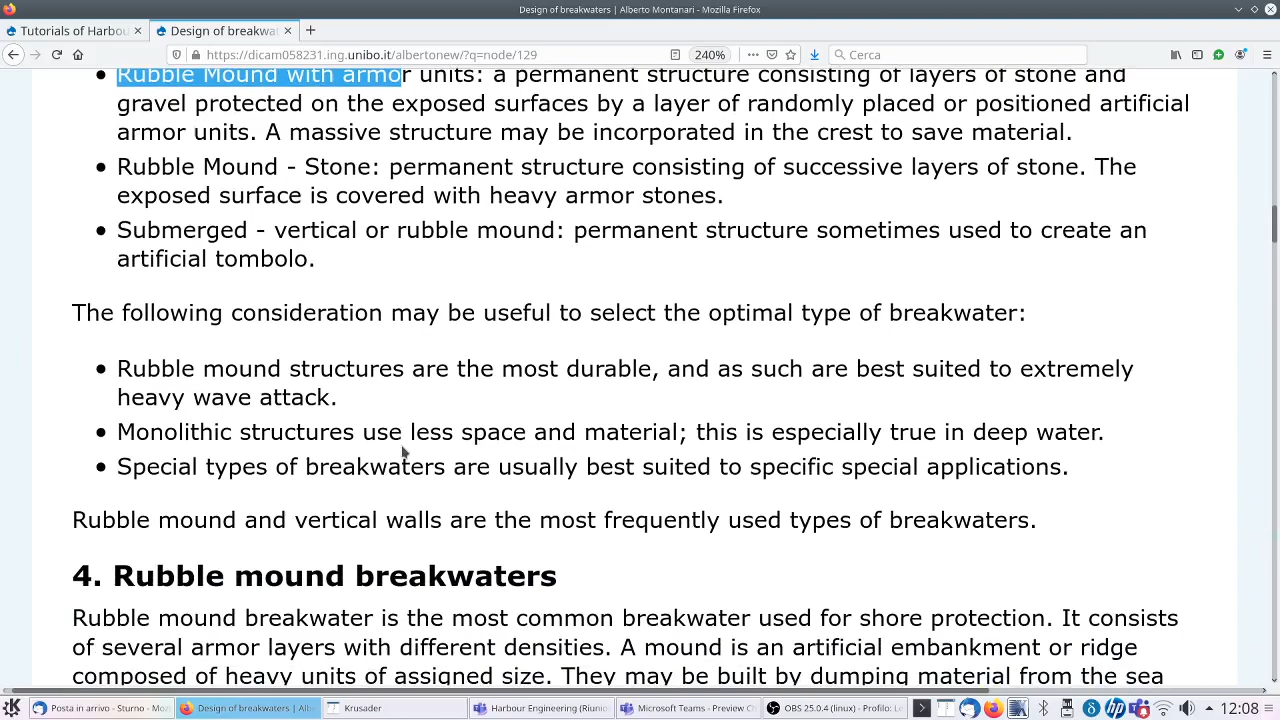 Design of breakwaters | Alberto Montanari - Mozilla Firefox
Tutorials of Harbou
Design of breakwat
https://dicam058231.ing.unibo.it/albertonew/?q=node/129
240%
Cerca
Rubble Mound with armor units: a permanent structure consisting of layers of stone and
gravel protected on the exposed surfaces by a layer of randomly placed or positioned artificial
armor units. A massive structure may be incorporated in the crest to save material.
Rubble Mound - Stone: permanent structure consisting of successive layers of stone. The
exposed surface is covered with heavy armor stones.
Submerged - vertical or rubble mound: permanent structure sometimes used to create an
artificial tombolo.
The following consideration may be useful to select the optimal type of breakwater:
Rubble mound structures are the most durable, and as such are best suited to extremely
heavy wave attack.
Monolithic structures use less space and material; this is especially true in deep water.
Special types of breakwaters are usually best suited to specific special applications.
Rubble mound and vertical walls are the most frequently used types of breakwaters.
4. Rubble mound breakwaters
Rubble mound breakwater is the most common breakwater used for shore protection. It consists
of several armor layers with different densities. A mound is an artificial embankment or ridge
composed of heavy units of assigned size. They may be built by dumping material from the sea
Posta in arrivo - Sturno - Moz
Design of breakwaters | Alb
Krusader
Harbour Engineering (Riunio
Microsoft Teams - Preview
OBS 25.0.4 (linux) - Profilo: L
12:08